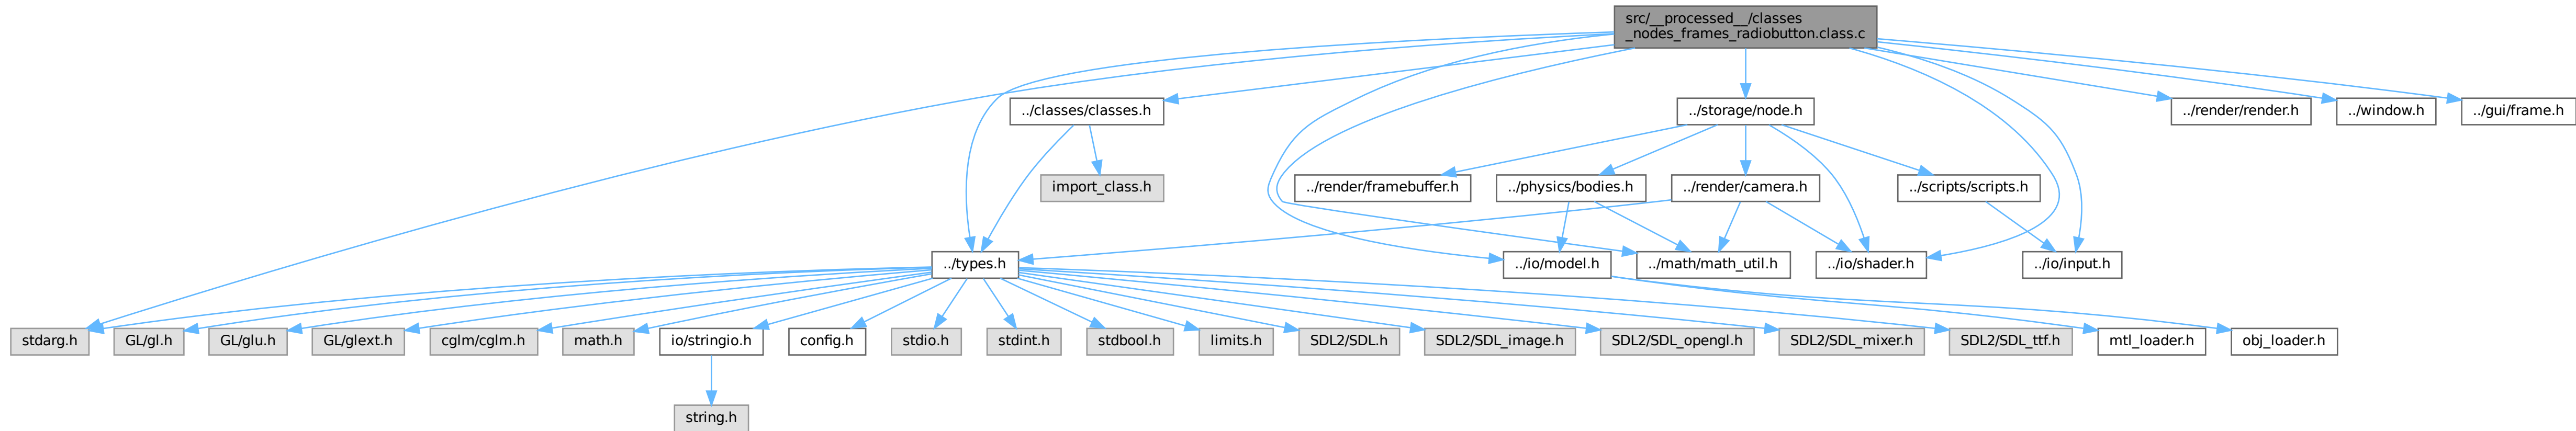 src/__processed__/classes
_nodes_frames_radiobutton.class.c
../classes/classes.h
../storage/node.h
../render/render.h
../window.h
../gui/frame.h
import_class.h
../render/framebuffer.h
../physics/bodies.h
../render/camera.h
../scripts/scripts.h
../types.h
../io/model.h
../math/math_util.h
../io/shader.h
../io/input.h
stdarg.h
GL/gl.h
GL/glu.h
GL/glext.h
cglm/cglm.h
math.h
io/stringio.h
config.h
stdio.h
stdint.h
stdbool.h
limits.h
SDL2/SDL.h
SDL2/SDL_image.h
SDL2/SDL_opengl.h
SDL2/SDL_mixer.h
SDL2/SDL_ttf.h
mtl_loader.h
obj_loader.h
string.h